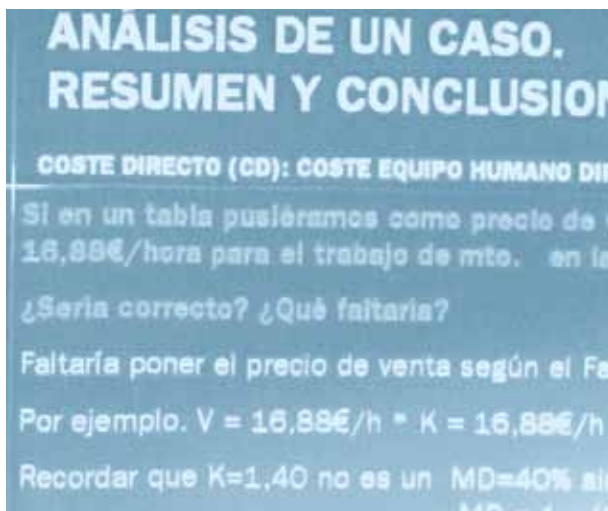 ANÁLISIS DE UN CASO.
RESUMEN Y CONCLUSION
COSTE DIRECTO (CD): COSTE EQUIPO HUMANO DI
Si en un tabla pusiéramos como precio de
16,88€/hora para el trabajo de mto. en la
¿Sería correcto? ¿Qué faltaría?
Faltaría poner el precio de venta según el Fa
Por ejemplo. V = 16,88€/h * K = 16,88€/h
Recordar que K=1,40 no es un MD=40%